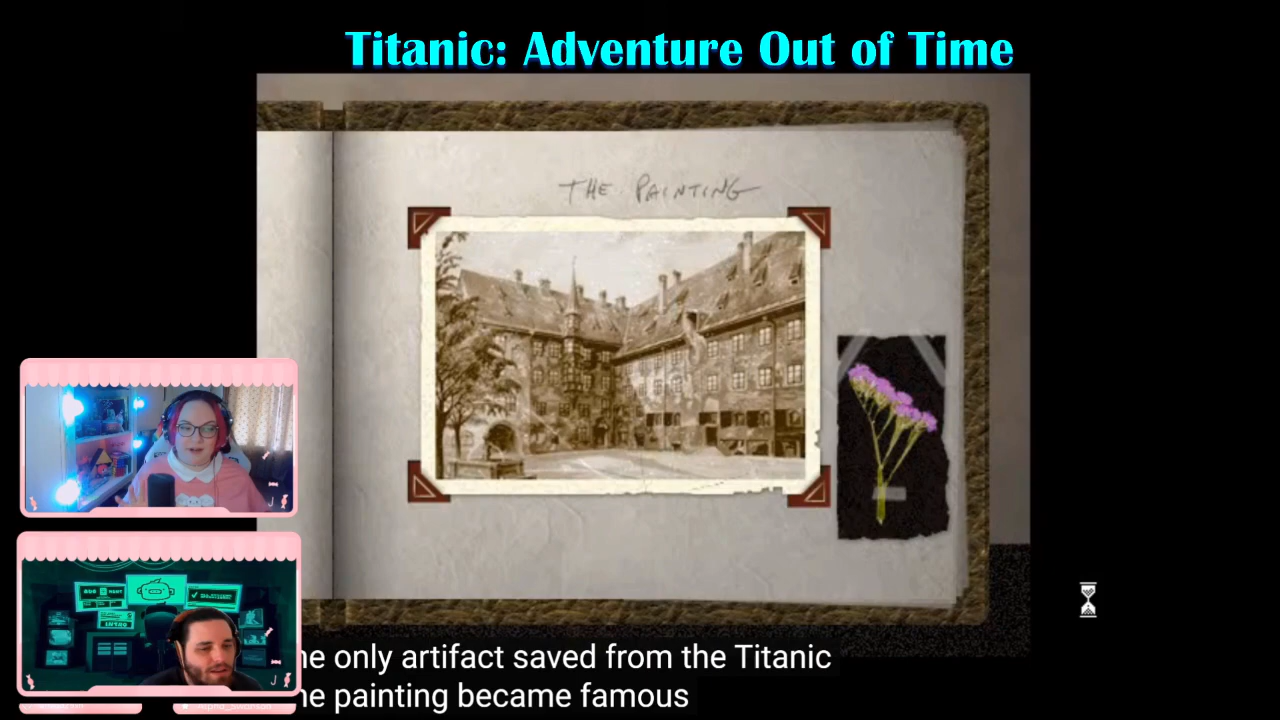 Titanic: Adventure Out of Time
THE PAINTING
he only artifact saved from the Titanic
he painting became famous